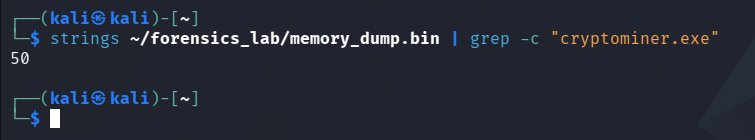 ┌──(kali㉿kali)-[~]
└─$ strings ~/forensics_lab/memory_dump.bin | grep -c "cryptominer.exe"
50
┌──(kali㉿kali)-[~]
└─$